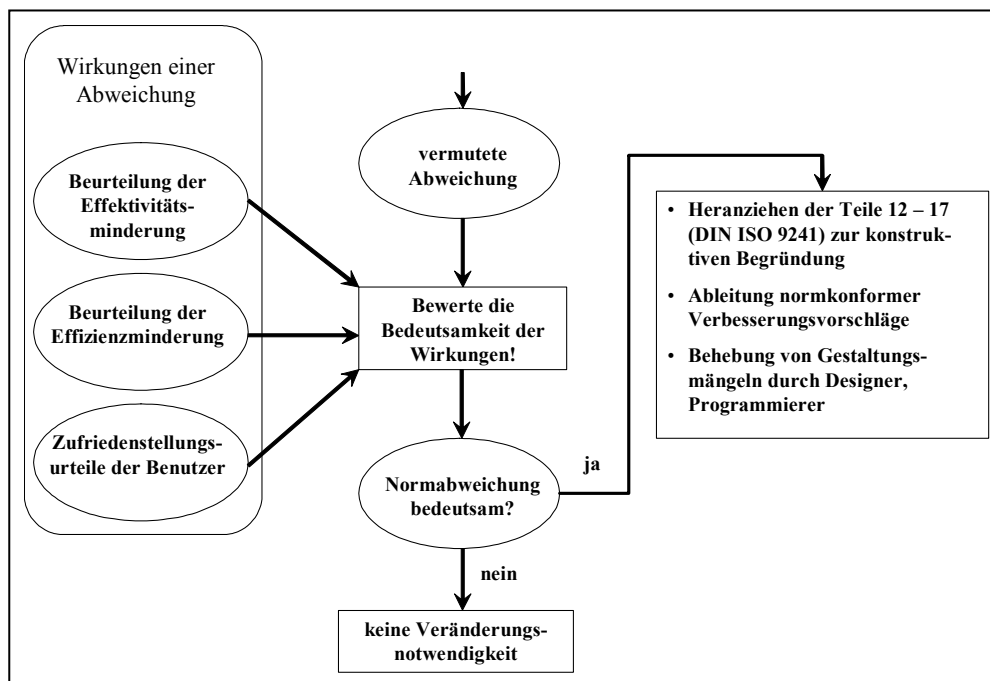 Wirkungen einer
Abweichung
Beurteilung der
Effektivitäts-
minderung
Beurteilung der
Effizienzminderung
Zufriedenstellungs-
urteile der Benutzer
vermutete
Abweichung
Bewerte die
Bedeutsamkeit der
Wirkungen!
Normabweichung
bedeutsam?
ja
nein
keine Veränderungs-
notwendigkeit
• Heranziehen der Teile 12 – 17
(DIN ISO 9241) zur konstruk-
tiven Begründung
• Ableitung normkonformer
Verbesserungsvorschläge
• Behebung von Gestaltungs-
mängeln durch Designer,
Programmierer